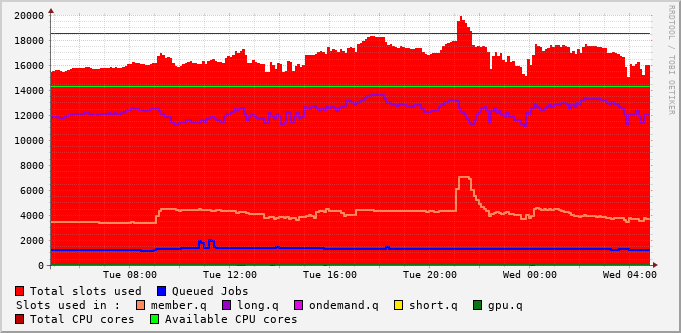 20000
18000
16000
14000
12000
10000
8000
6000
4000
2000
0
Tue 08:00 Tue 12:00 Tue 16:00 Tue 20:00 Wed 00:00 Wed 04:00
RRDTOOL / TOBI OETIKER
Total slots used Queued Jobs
Slots used in : member.q long.q ondemand.q short.q gpu.q
Total CPU cores Available CPU cores